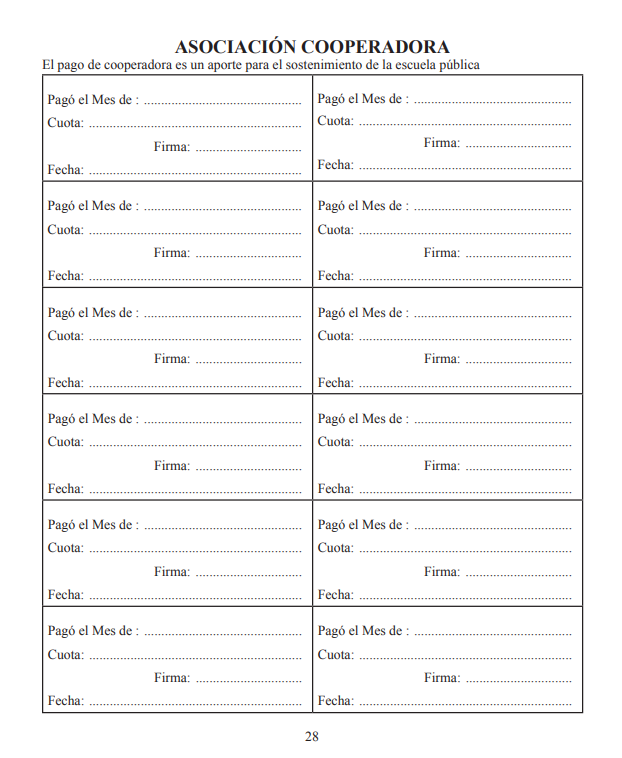 ASOCIACIÓN COOPERADORA
El pago de cooperadora es un aporte para el sostenimiento de la escuela pública
Pagó el Mes de : ..............................................
Cuota: ..............................................................
Firma: ...............................
Fecha: ..............................................................
Pagó el Mes de : ..............................................
Cuota: ..............................................................
Firma: ...............................
Fecha: ..............................................................
Pagó el Mes de : ..............................................
Cuota: ..............................................................
Firma: ...............................
Fecha: ..............................................................
Pagó el Mes de : ..............................................
Cuota: ..............................................................
Firma: ...............................
Fecha: ..............................................................
Pagó el Mes de : ..............................................
Cuota: ..............................................................
Firma: ...............................
Fecha: ..............................................................
Pagó el Mes de : ..............................................
Cuota: ..............................................................
Firma: ...............................
Fecha: ..............................................................
Pagó el Mes de : ..............................................
Cuota: ..............................................................
Firma: ...............................
Fecha: ..............................................................
Pagó el Mes de : ..............................................
Cuota: ..............................................................
Firma: ...............................
Fecha: ..............................................................
Pagó el Mes de : ..............................................
Cuota: ..............................................................
Firma: ...............................
Fecha: ..............................................................
Pagó el Mes de : ..............................................
Cuota: ..............................................................
Firma: ...............................
Fecha: ..............................................................
Pagó el Mes de : ..............................................
Cuota: ..............................................................
Firma: ...............................
Fecha: ..............................................................
Pagó el Mes de : ..............................................
Cuota: ..............................................................
Firma: ...............................
Fecha: ..............................................................
28